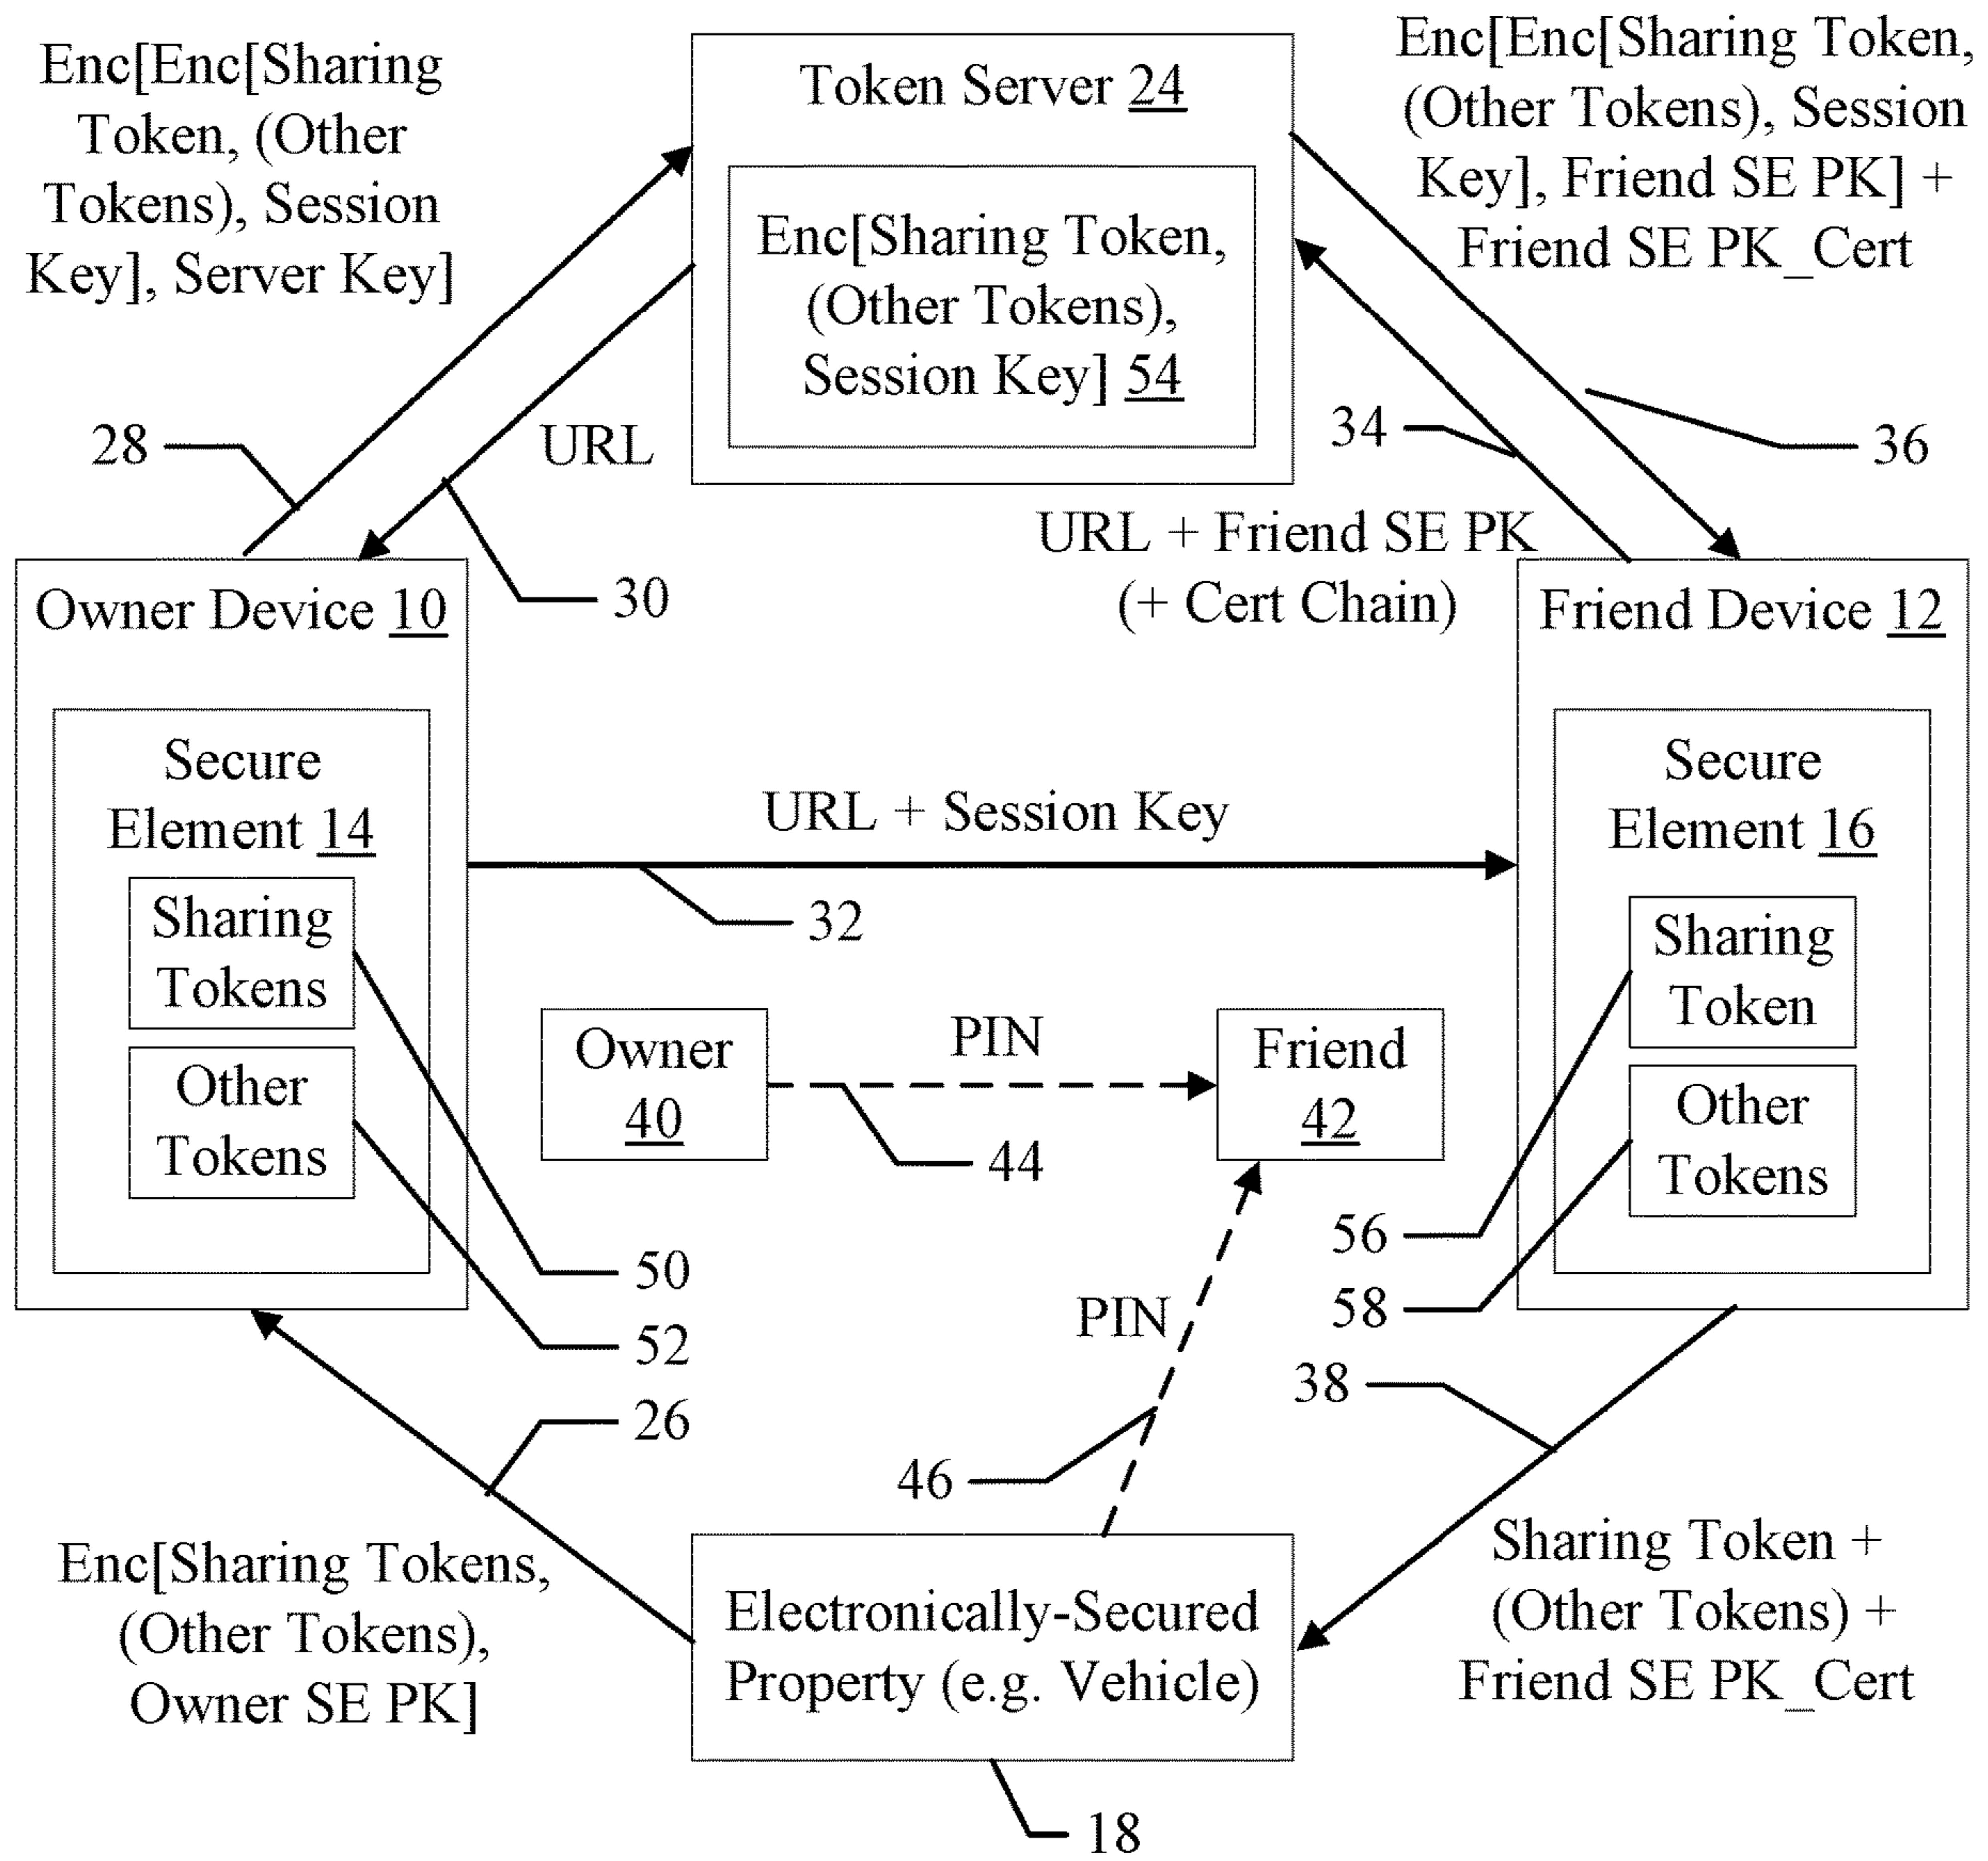 Enc[Enc[Sharing
Token, (Other
Tokens), Session
Key], Server Key]
Token Server 24
Enc[Sharing Token,
(Other Tokens),
Session Key] 54
Enc[Enc[Sharing Token,
(Other Tokens), Session
Key], Friend SE PK] +
Friend SE PK_Cert
28
URL
30
34
36
URL + Friend SE PK
(+ Cert Chain)
Owner Device 10
Secure
Element 14
Sharing
Tokens
Other
Tokens
50
52
URL + Session Key
32
Owner
40
PIN
44
Friend
42
Friend Device 12
Secure
Element 16
Sharing
Token
Other
Tokens
56
58
PIN
46
26
38
Enc[Sharing Tokens,
(Other Tokens),
Owner SE PK]
Electronically-Secured
Property (e.g. Vehicle)
18
Sharing Token +
(Other Tokens) +
Friend SE PK_Cert